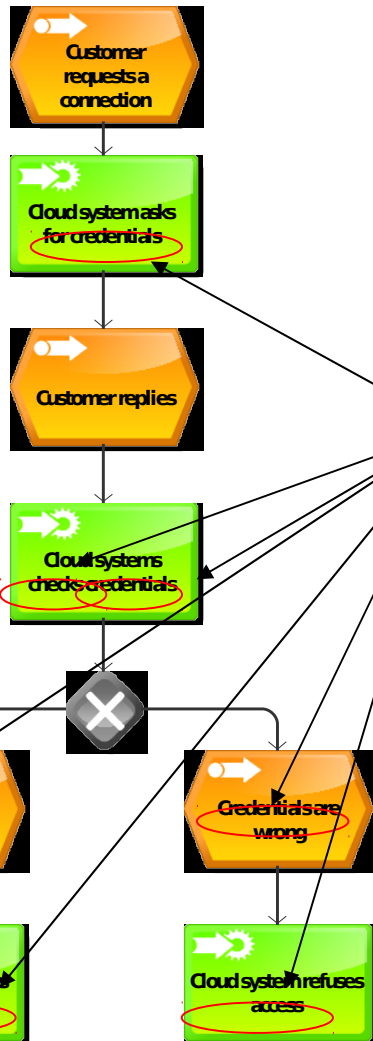 Customer
requests a
connection
Cloud system asks
for credentials
Customer replies
Cloud systems
checks credentials
Credentials are
wrong
Cloud system refuses
access